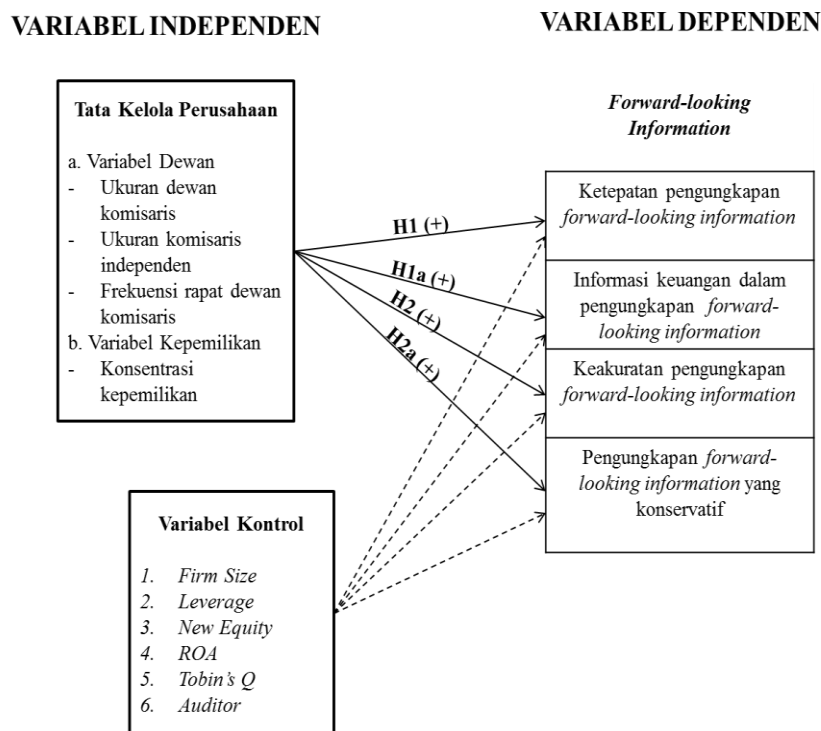 VARIABEL INDEPENDEN
VARIABEL DEPENDEN
Tata Kelola Perusahaan
a. Variabel Dewan
- Ukuran dewan
komisaris
- Ukuran komisaris
independen
- Frekuensi rapat dewan
komisaris
b. Variabel Kepemilikan
- Konsentrasi
kepemilikan
H1 (+)
H1a (+)
H2 (+)
H2a (+)
Forward-looking
Information
Ketepatan pengungkapan
forward-looking information
Informasi keuangan dalam
pengungkapan forward-
looking information
Keakuratan pengungkapan
forward-looking information
Pengungkapan forward-
looking information yang
konservatif
Variabel Kontrol
1. Firm Size
2. Leverage
3. New Equity
4. ROA
5. Tobin's Q
6. Auditor